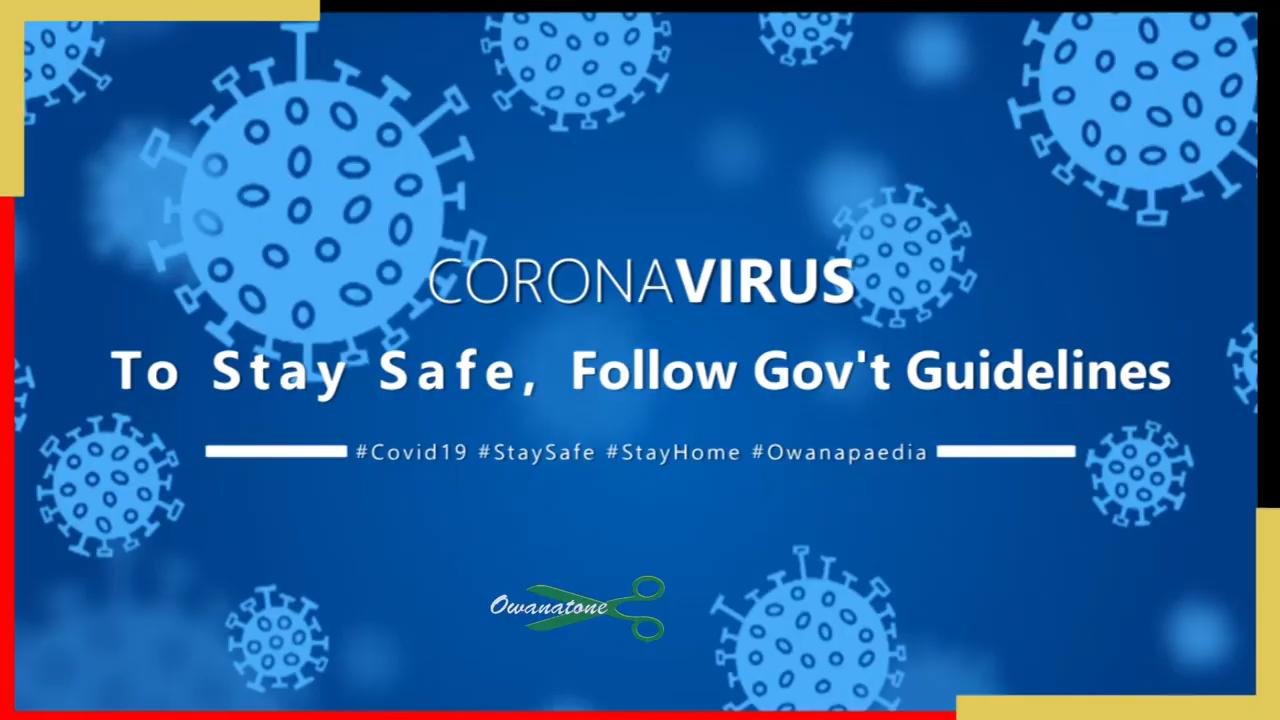 CORONAVIRUS
To Stay Safe, Follow Gov't Guidelines
#Covid19 #StaySafe #StayHome #Owanapaedia
Owanatone